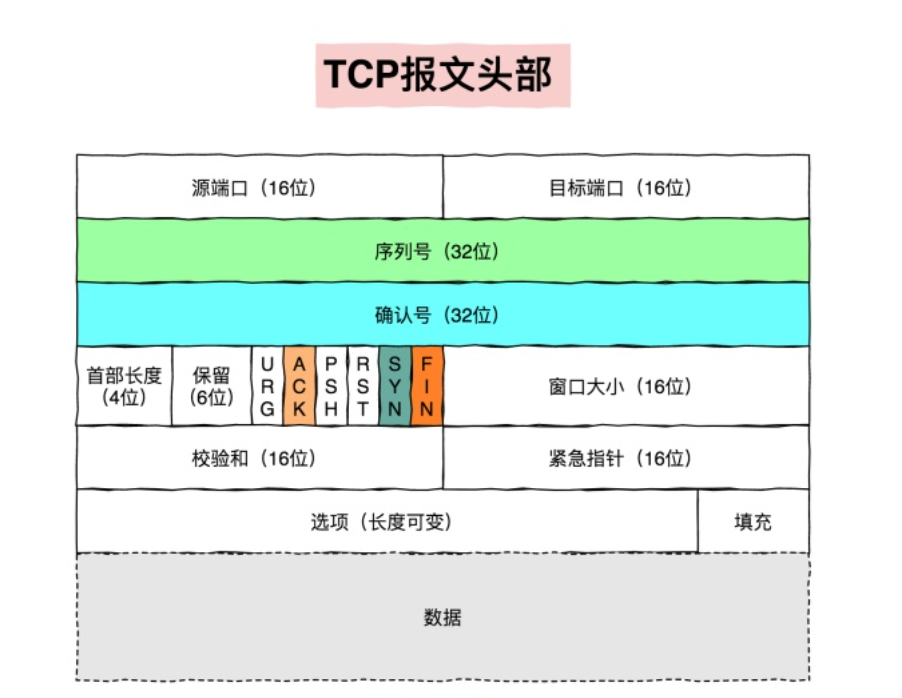 TCP报文头部
源端口（16位）
目标端口（16位）
序列号（32位）
确认号（32位）
首部长度
（4位）
保留
（6位）
URG
ACK
PSH
RST
SYN
FIN
窗口大小（16位）
校验和（16位）
紧急指针（16位）
选项（长度可变）
填充
数据